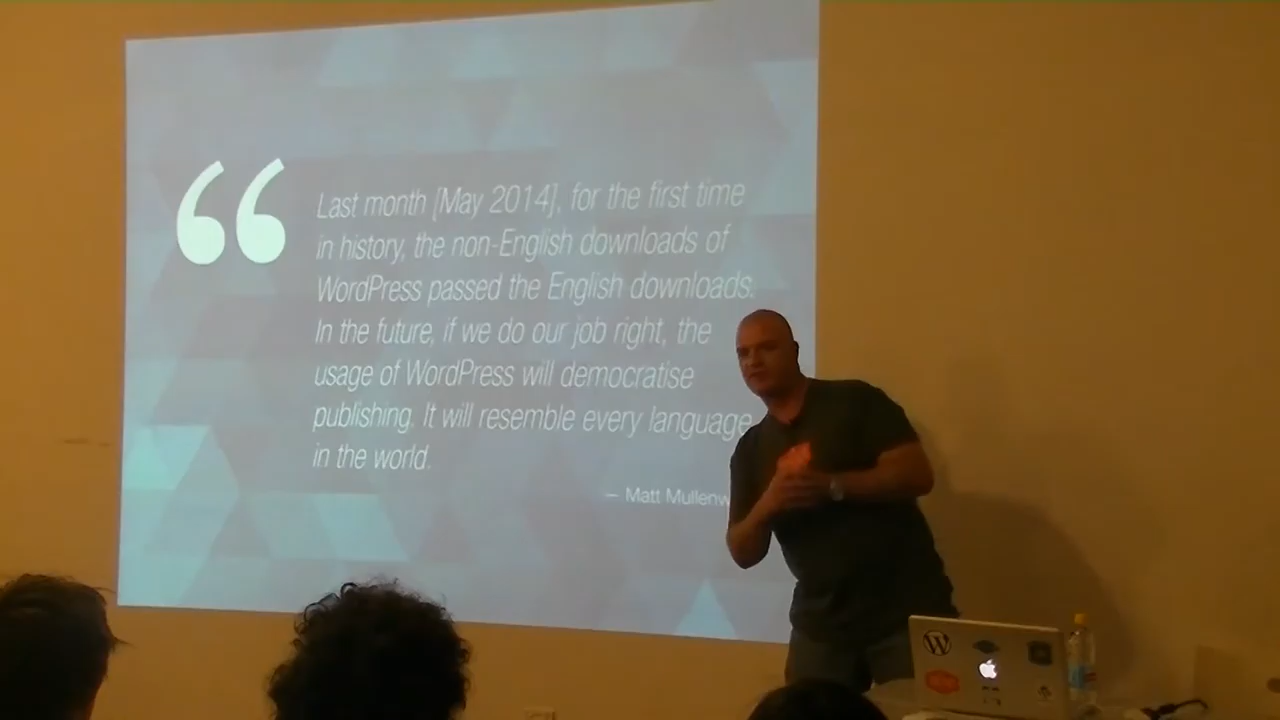 Last month [May 2014], for the first time
in history, the non-English downloads of
WordPress passed the English downloads.
In the future, if we do our job right, the
usage of WordPress will democratise
publishing. It will resemble every language
in the world.
— Matt Mullenw